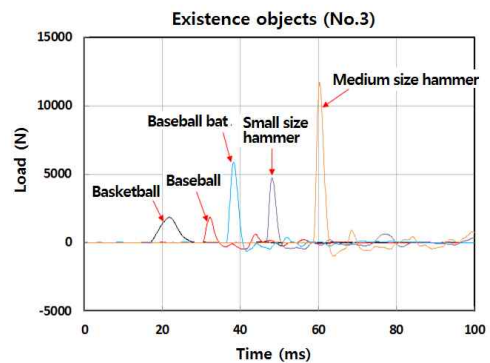 Existence objects (No.3)
15000
10000
5000
0
-5000
Load (N)
Medium size hammer
Baseball bat
Small size
hammer
Baseball
Basketball
0
20
40
60
80
100
Time (ms)